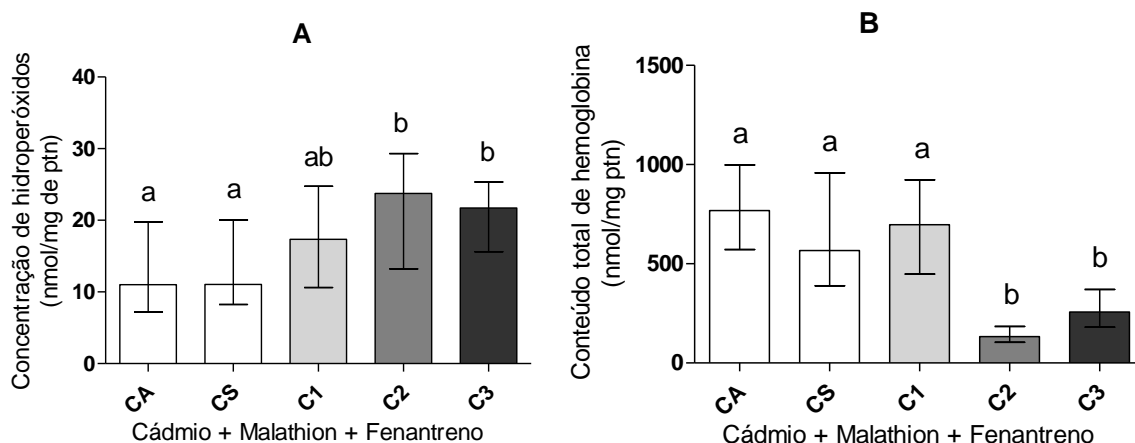 A
Concentração de hidroperóxidos
(nmol/mg de ptn)
40
30
20
10
0
a
a
ab
b
b
CA
CS
C1
C2
C3
Cádmio + Malathion + Fenantreno
B
Conteúdo total de hemoglobina
(nmol/mg ptn)
1500
1000
500
0
a
a
a
b
b
CA
CS
C1
C2
C3
Cádmio + Malathion + Fenantreno